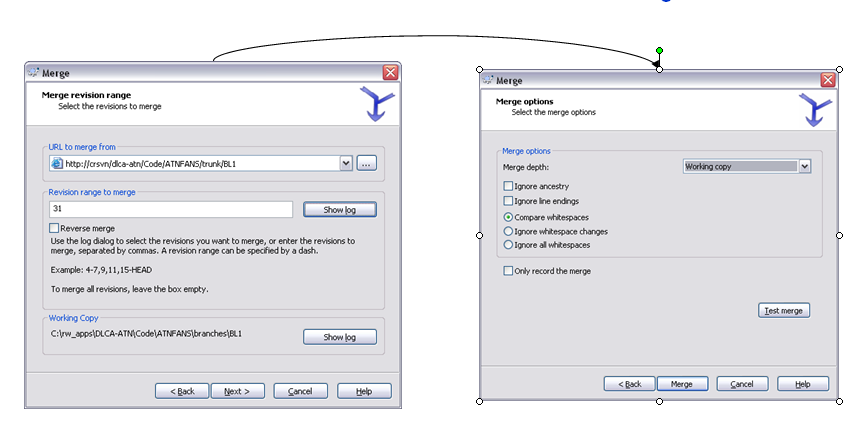 Merge
Merge revision range
Select the revisions to merge
URL to merge from
http://crsvn/dlca-atn/Code/ATNFANS/trunk/BL1
...
Revision range to merge
31
Show log
Reverse merge
Use the log dialog to select the revisions you want to merge, or enter the revisions to
merge, separated by commas. A revision range can be specified by a dash.
Example: 4-7,9,11,15-HEAD
To merge all revisions, leave the box empty.
Working Copy
C:\rw_apps\DLCA-ATN\Code\ATNFANS\branches\BL1
Show log
< Back
Next >
Cancel
Help
Merge
Merge options
Select the merge options
Merge options
Merge depth:
Working copy
Ignore ancestry
Ignore line endings
Compare whitespaces
Ignore whitespace changes
Ignore all whitespaces
Only record the merge
Test merge
< Back
Merge
Cancel
Help